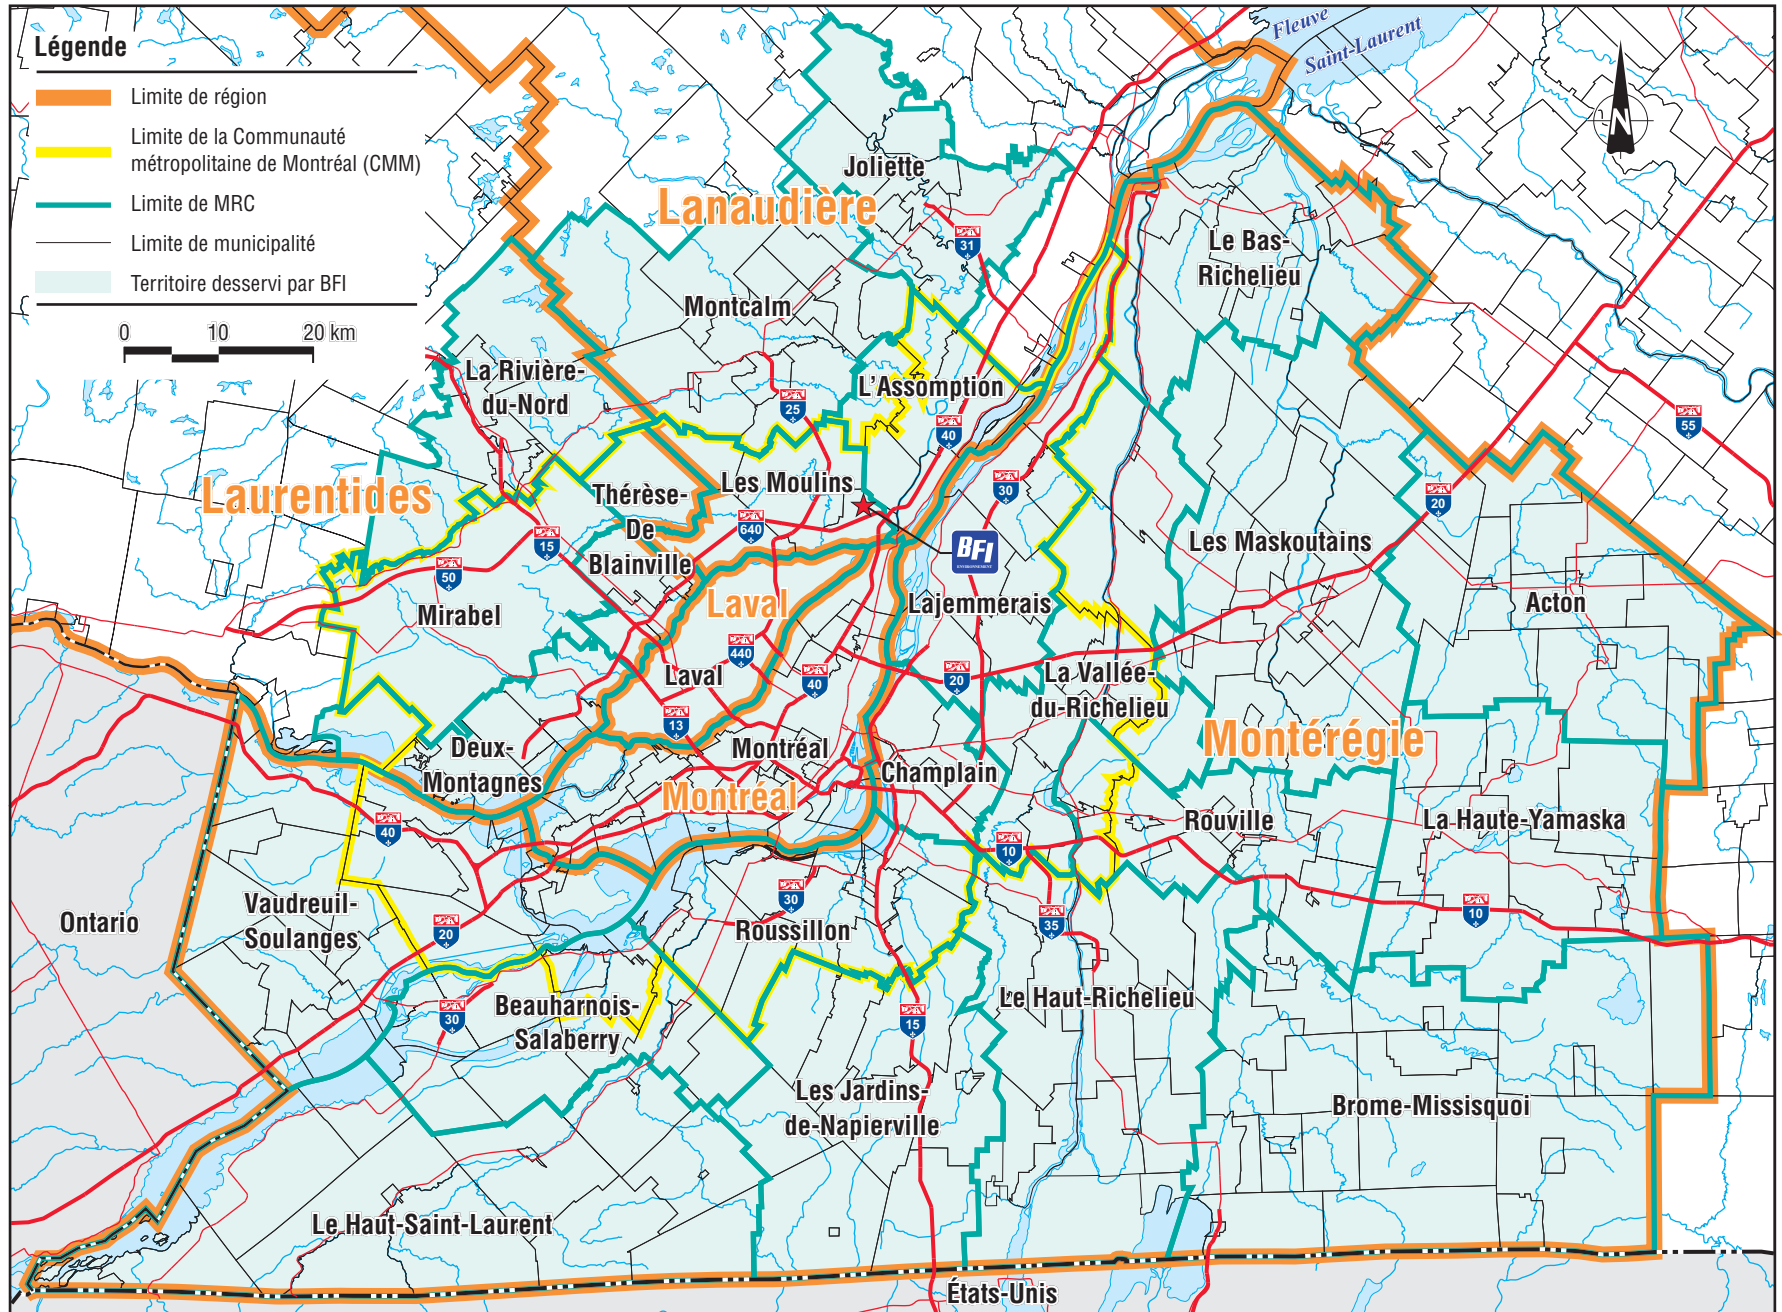 Légende
Limite de région
Limite de la Communauté
métropolitaine de Montréal (CMM)
Limite de MRC
Limite de municipalité
Territoire desservi par BFI
0 10 20 km
Fleuve
Saint-Laurent
N
Joliette
Lanaudière
31
Le Bas-
Richelieu
Montcalm
La Rivière-
du-Nord
L'Assomption
25
40
55
Laurentides
Les Moulins
Thérèse-
De
Blainville
30
20
640
15
BFI
ENVIRONNEMENT
Les Maskoutains
50
Mirabel
Laval
Lajemmerais
Acton
440
Laval
40
20
La Vallée-
du-Richelieu
13
Deux-
Montagnes
Montréal
Montérégie
Champlain
Montréal
40
Rouville
La Haute-Yamaska
10
Vaudreuil-
Soulanges
Ontario
30
Roussillon
20
35
10
Beauharnois-
Salaberry
30
15
Le Haut-Richelieu
Les Jardins-
de-Napierville
Brome-Missisquoi
Le Haut-Saint-Laurent
États-Unis